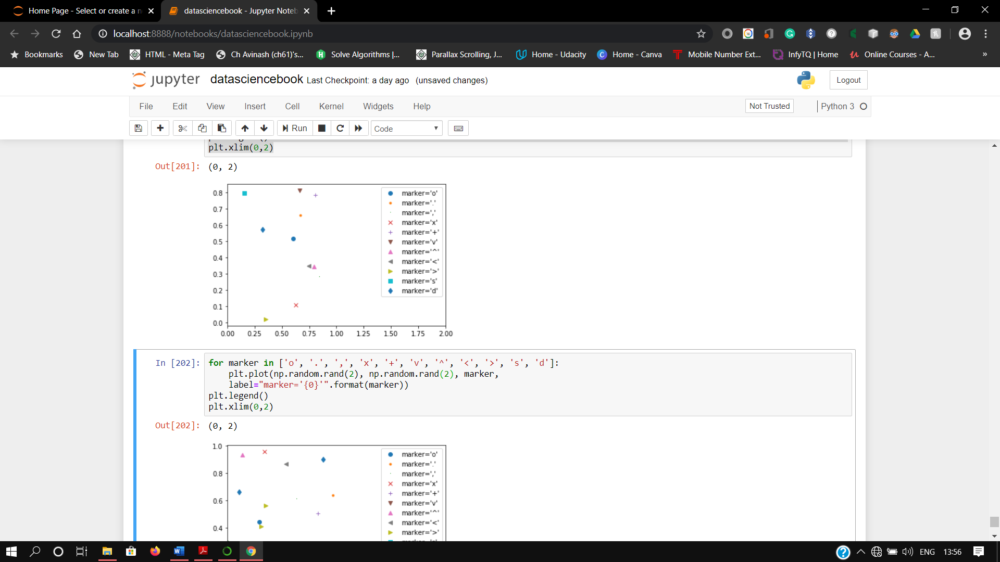 Home Page - Select or create a n
datasciencebook - Jupyter Noteb
localhost:8888/notebooks/datasciencebook.ipynb
Bookmarks
New Tab
HTML - Meta Tag
Ch Avinash (ch61)'s...
Solve Algorithms |...
Parallax Scrolling, J...
Home - Udacity
Home - Canva
Mobile Number Ext...
InfyTQ | Home
Online Courses - A...
»
jupyter datasciencebook Last Checkpoint: a day ago (unsaved changes)
Logout
File Edit View Insert Cell Kernel Widgets Help
Not Trusted
Python 3
Run
Code
plt.xlim(0,2)
Out[201]: (0, 2)
0.8
0.7
0.6
0.5
0.4
0.3
0.2
0.1
0.0
0.00 0.25 0.50 0.75 1.00 1.25 1.50 1.75 2.00
marker='o'
marker='.'
marker=','
marker='x'
marker='+'
marker='v'
marker='^'
marker='<'
marker='>'
marker='s'
marker='d'
In [202]: for marker in ['o', '.', ',', 'x', '+', 'v', '^', '<', '>', 's', 'd']:
plt.plot(np.random.rand(2), np.random.rand(2), marker,
label="marker='{0}'".format(marker))
plt.legend()
plt.xlim(0,2)
Out[202]: (0, 2)
1.0
0.8
0.6
0.4
marker='o'
marker='.'
marker=','
marker='x'
marker='+'
marker='v'
marker='^'
marker='<'
marker='>'
ENG
13:56